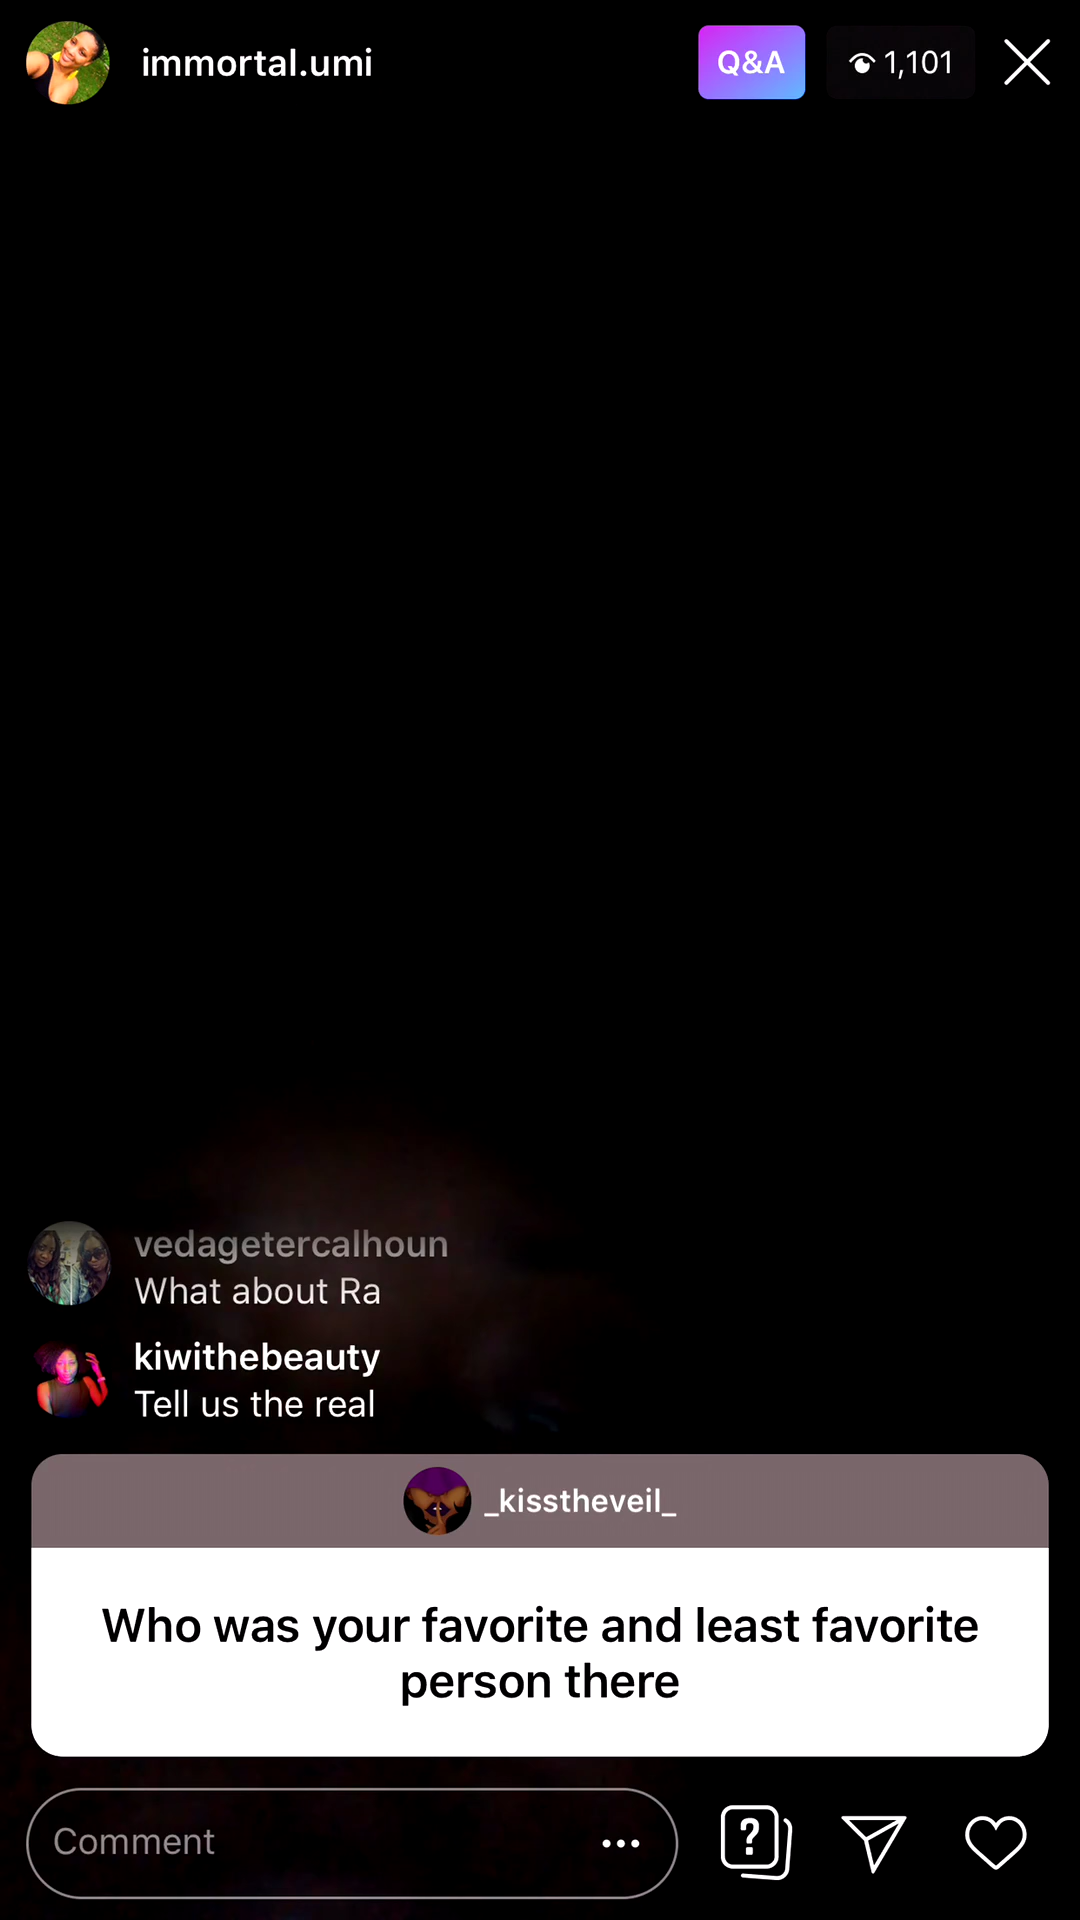 immortal.umi
Q&A
1,101
vedagetercalhoun
What about Ra
kiwithebeauty
Tell us the real
_kisstheveil_
Who was your favorite and least favorite
person there
Comment